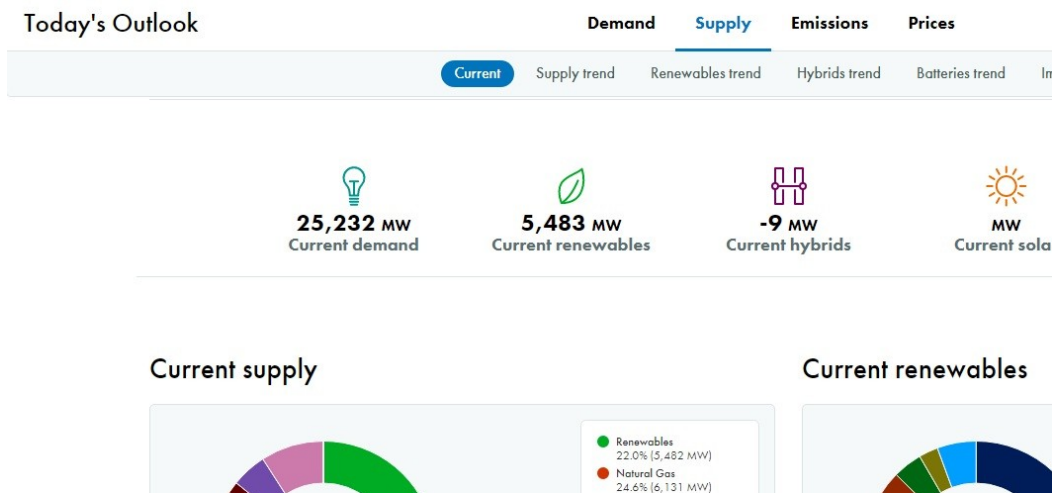 Today's Outlook
Demand Supply Emissions Prices
Current Supply trend Renewables trend Hybrids trend Batteries trend
25,232 MW 5,483 MW -9 MW MW
Current demand Current renewables Current hybrids Current sola
Current supply Current renewables
Renewables
22.0% (5,482 MW)
Natural Gas
24.6% (6,131 MW)